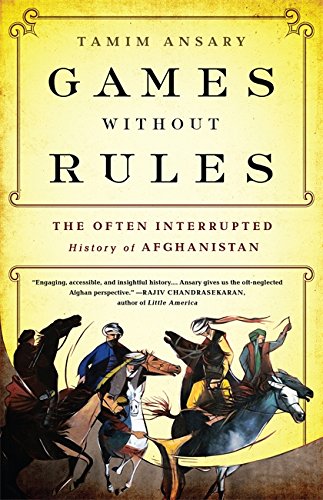 TAMIM ANSARY
GAMES
WITHOUT
RULES
THE OFTEN INTERRUPTED
History of AFGHANISTAN
"Engaging, accessible, and insightful history.... Ansary gives us the oft-neglected
Afghan perspective." —RAJIV CHANDRASEKARAN,
author of Little America